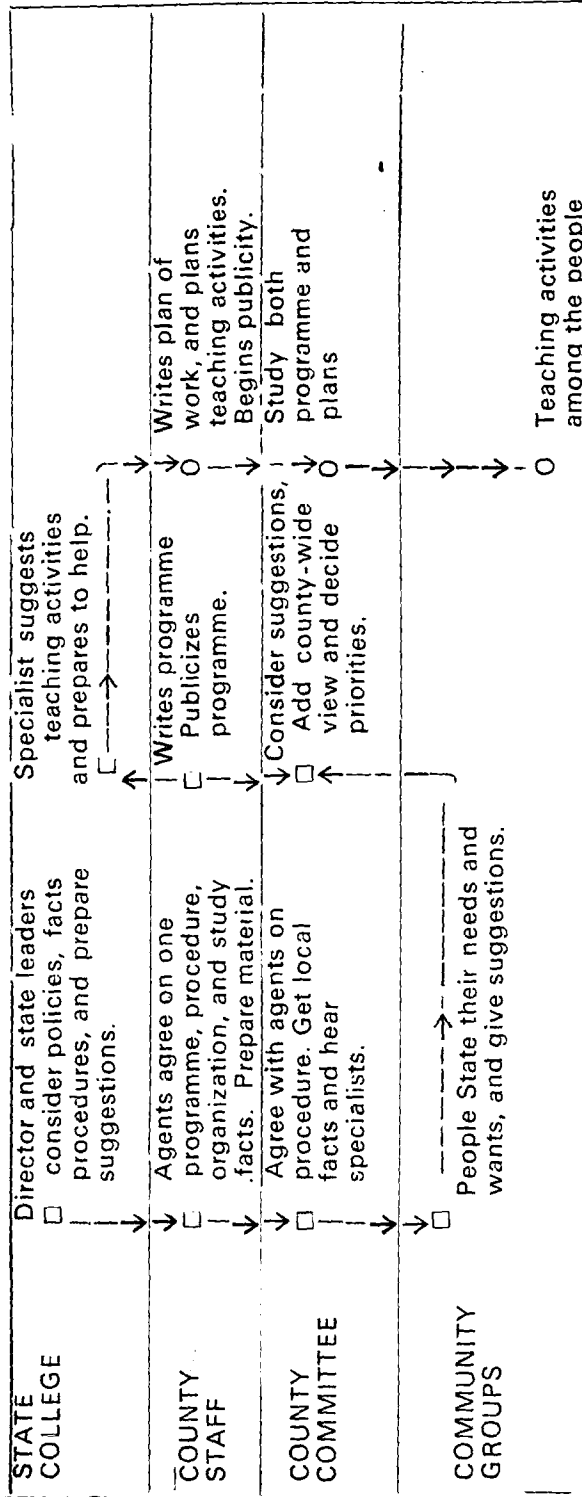 STATE
COLLEGE
Director and state leaders
consider policies, facts
procedures, and prepare
suggestions.
Specialist suggests
teaching activities
and prepares to help.
COUNTY
STAFF
Agents agree on one
programme, procedure,
organization, and study
facts. Prepare material.
Writes programme
Publicizes
programme.
Writes plan of
work, and plans
teaching activities.
Begins publicity.
COUNTY
COMMITTEE
Agree with agents on
procedure. Get local
facts and hear
specialists.
Consider suggestions,
Add county-wide
view and decide
priorities.
Study both
programme and
plans
COMMUNITY
GROUPS
People State their needs and
wants, and give suggestions.
Teaching activities
among the people